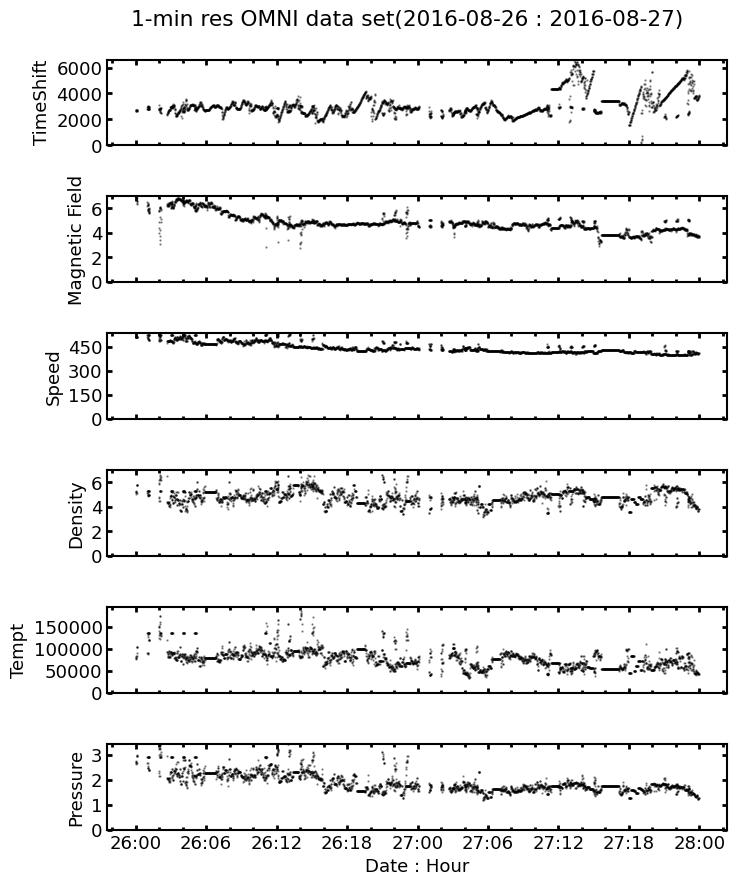 1-min res OMNI data set(2016-08-26 : 2016-08-27)
TimeShift
6000
4000
2000
0
Magnetic Field
6
4
2
0
Speed
450
300
150
0
Density
6
4
2
0
Tempt
150000
100000
50000
0
Pressure
3
2
1
0
26:00 26:06 26:12 26:18 27:00 27:06 27:12 27:18 28:00
Date : Hour